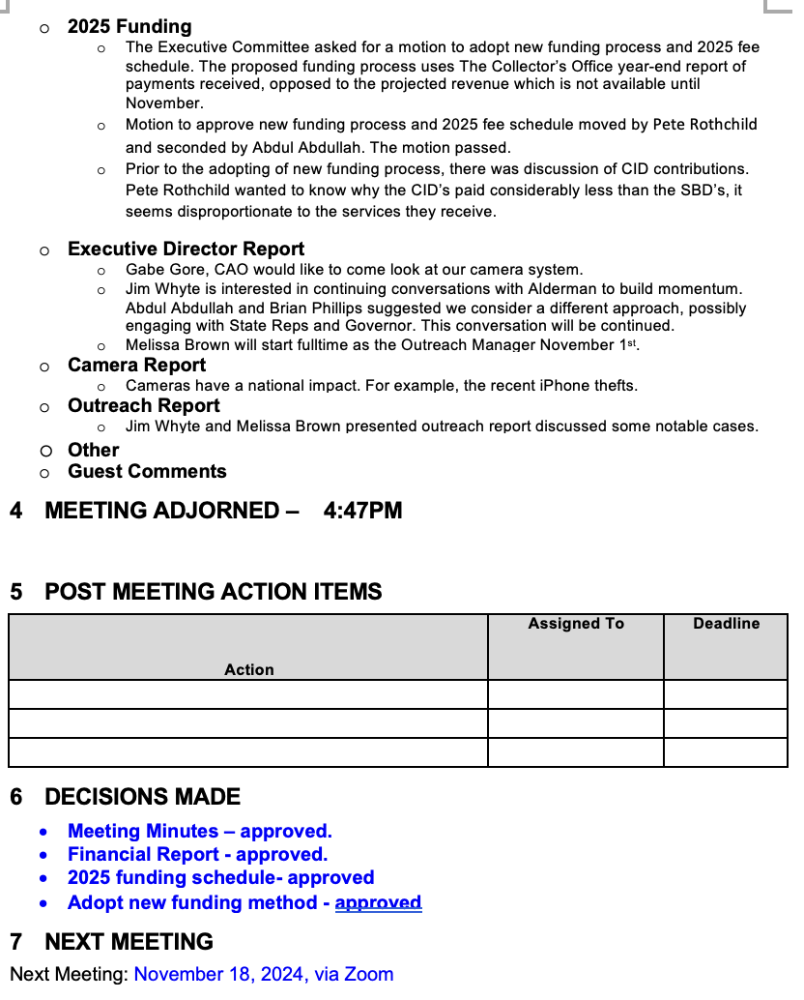 o 2025 Funding
o The Executive Committee asked for a motion to adopt new funding process and 2025 fee
schedule. The proposed funding process uses The Collector's Office year-end report of
payments received, opposed to the projected revenue which is not available until
November.
o Motion to approve new funding process and 2025 fee schedule moved by Pete Rothchild
and seconded by Abdul Abdullah. The motion passed.
o Prior to the adopting of new funding process, there was discussion of CID contributions.
Pete Rothchild wanted to know why the CID's paid considerably less than the SBD's, it
seems disproportionate to the services they receive.
o Executive Director Report
o Gabe Gore, CAO would like to come look at our camera system.
o Jim Whyte is interested in continuing conversations with Alderman to build momentum.
Abdul Abdullah and Brian Phillips suggested we consider a different approach, possibly
engaging with State Reps and Governor. This conversation will be continued.
o Melissa Brown will start fulltime as the Outreach Manager November 1st.
o Camera Report
o Cameras have a national impact. For example, the recent iPhone thefts.
o Outreach Report
o Jim Whyte and Melissa Brown presented outreach report discussed some notable cases.
o Other
o Guest Comments
4 MEETING ADJORNED – 4:47PM
5 POST MEETING ACTION ITEMS
Action Assigned To Deadline
6 DECISIONS MADE
• Meeting Minutes – approved.
• Financial Report - approved.
• 2025 funding schedule- approved
• Adopt new funding method - approved
7 NEXT MEETING
Next Meeting: November 18, 2024, via Zoom